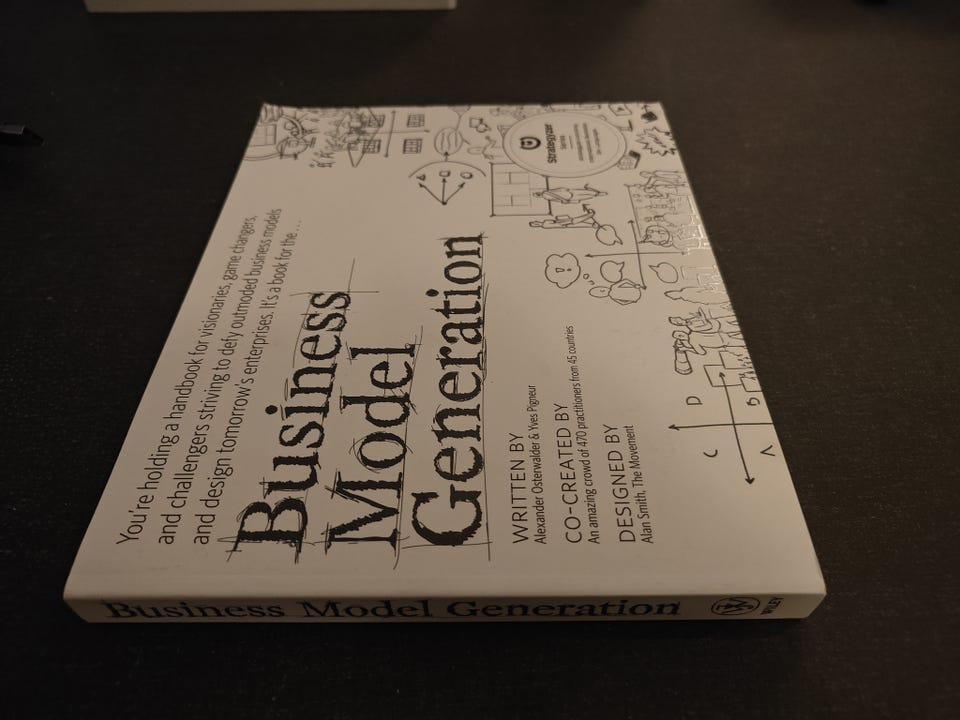 You're holding a handbook for visionaries, game changers,
and challengers striving to defy outmoded business models
and design tomorrow's enterprises. It's a book for the . . .
Business
Model
Generation
WRITTEN BY
Alexander Osterwalder & Yves Pigneur
CO-CREATED BY
An amazing crowd of 470 practitioners from 45 countries
DESIGNED BY
Alan Smith, The Movement
Strategyzer
Series
C
D
A
B
Business Model Generation
WILEY